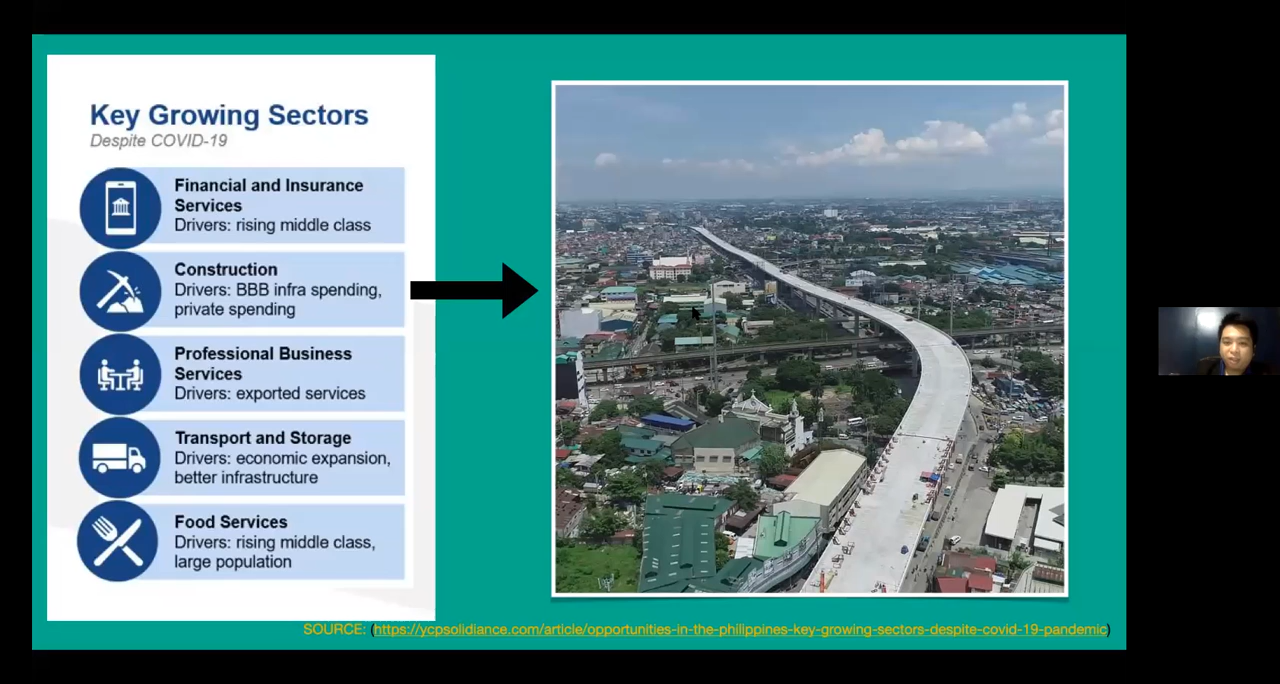 Key Growing Sectors
Despite COVID-19
Financial and Insurance
Services
Drivers: rising middle class
Construction
Drivers: BBB infra spending,
private spending
Professional Business
Services
Drivers: exported services
Transport and Storage
Drivers: economic expansion,
better infrastructure
Food Services
Drivers: rising middle class,
large population
SOURCE: (https://ycpsolidiance.com/article/opportunities-in-the-philippines-key-growing-sectors-despite-covid-19-pandemic)